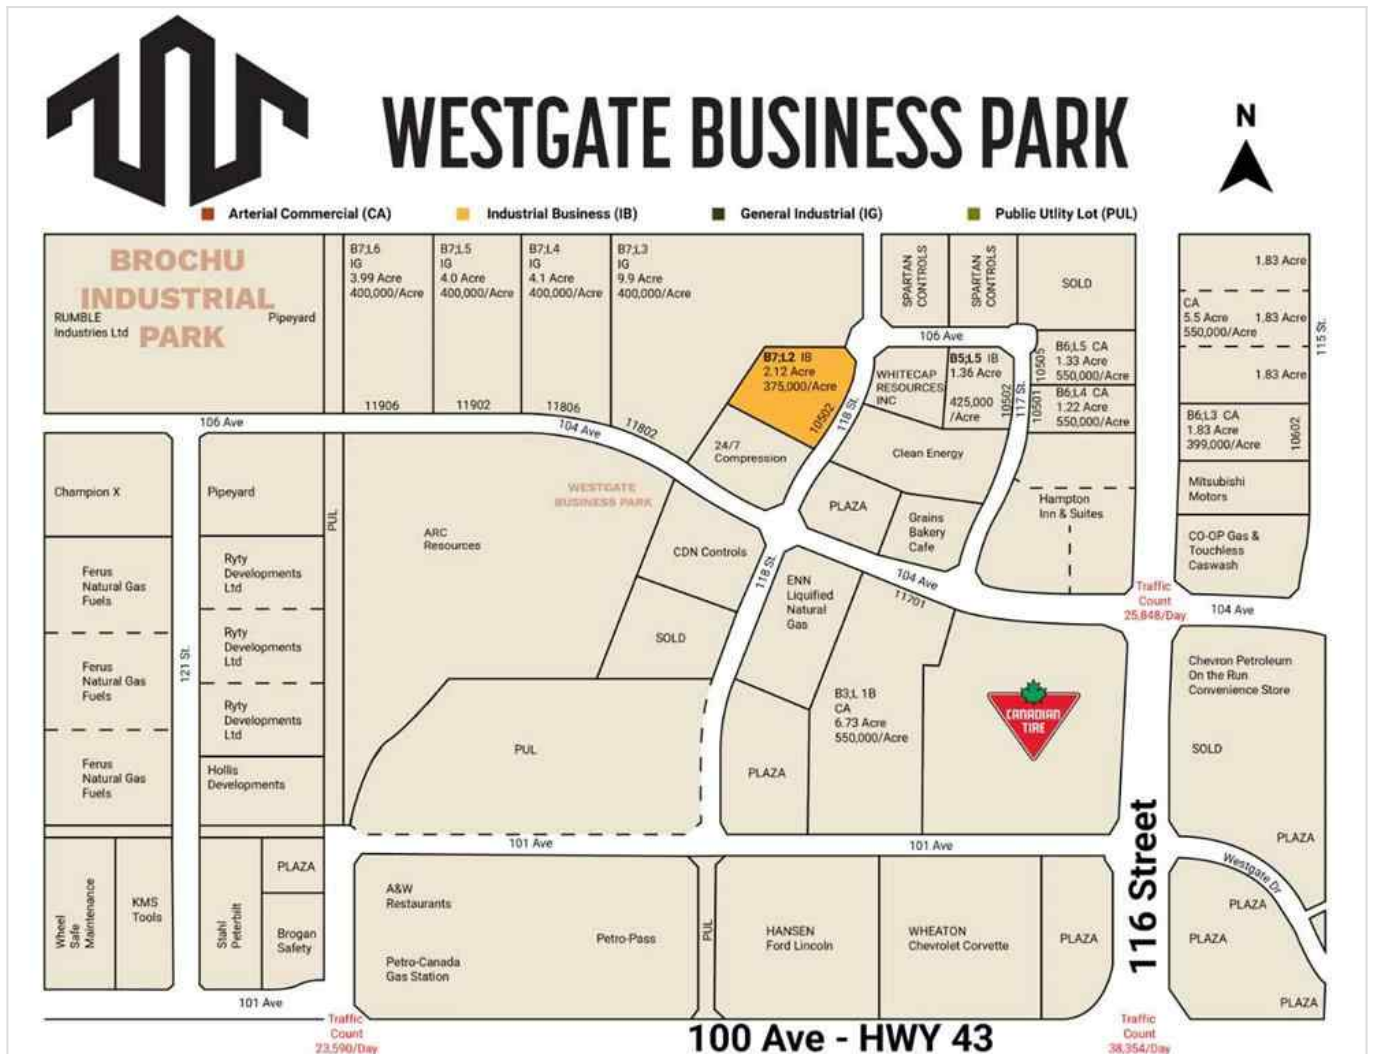 WESTGATE BUSINESS PARK
N
Arterial Commercial (CA)
Industrial Business (IB)
General Industrial (IG)
Public Utlity Lot (PUL)
BROCHU
INDUSTRIAL
PARK
RUMBLE
Industries Ltd
Pipeyard
B7;L6
IG
3.99 Acre
400,000/Acre
11906
B7;L5
IG
4.0 Acre
400,000/Acre
11902
B7;L4
IG
4.1 Acre
400,000/Acre
11806
B7;L3
IG
9.9 Acre
400,000/Acre
11802
SPARTAN
CONTROLS
SPARTAN
CONTROLS
SOLD
1.83 Acre
CA
5.5 Acre
550,000/Acre
1.83 Acre
1.83 Acre
115 St.
106 Ave
B7;L2 IB
2.12 Acre
375,000/Acre
10502
118 St.
WHITECAP
RESOURCES
INC
B5;L5 IB
1.36 Acre
425,000
/Acre
10502
117 St.
10505
B6;L5 CA
1.33 Acre
550,000/Acre
10501
B6;L4 CA
1.22 Acre
550,000/Acre
B6;L3 CA
1.83 Acre
399,000/Acre
10602
106 Ave
104 Ave
24/7
Compression
Clean Energy
Champion X
Pipeyard
PUL
WESTGATE
BUSINESS PARK
ARC
Resources
PLAZA
Grains
Bakery
Cafe
Hampton
Inn & Suites
Mitsubishi
Motors
CO-OP Gas &
Touchless
Caswash
CDN Controls
118 St.
ENN
Liquified
Natural
Gas
104 Ave
11701
Traffic
Count
25,848/Day
104 Ave
Ferus
Natural Gas
Fuels
Ryty
Developments
Ltd
SOLD
Ferus
Natural Gas
Fuels
121 St.
Ryty
Developments
Ltd
Chevron Petroleum
On the Run
Convenience Store
B3;L 1B
CA
6.73 Acre
550,000/Acre
CANADIAN
TIRE
Ryty
Developments
Ltd
PUL
SOLD
Ferus
Natural Gas
Fuels
Hollis
Developments
PLAZA
PLAZA
101 Ave
101 Ave
116 Street
Westgate Dr
Wheel
Safe
Maintenance
KMS
Tools
Stahl
Peterbilt
PLAZA
Brogan
Safety
A&W
Restaurants
Petro-Pass
Petro-Canada
Gas Station
PUL
HANSEN
Ford Lincoln
WHEATON
Chevrolet Corvette
PLAZA
PLAZA
PLAZA
PLAZA
101 Ave
Traffic
Count
23,590/Day
100 Ave - HWY 43
Traffic
Count
38,354/Day